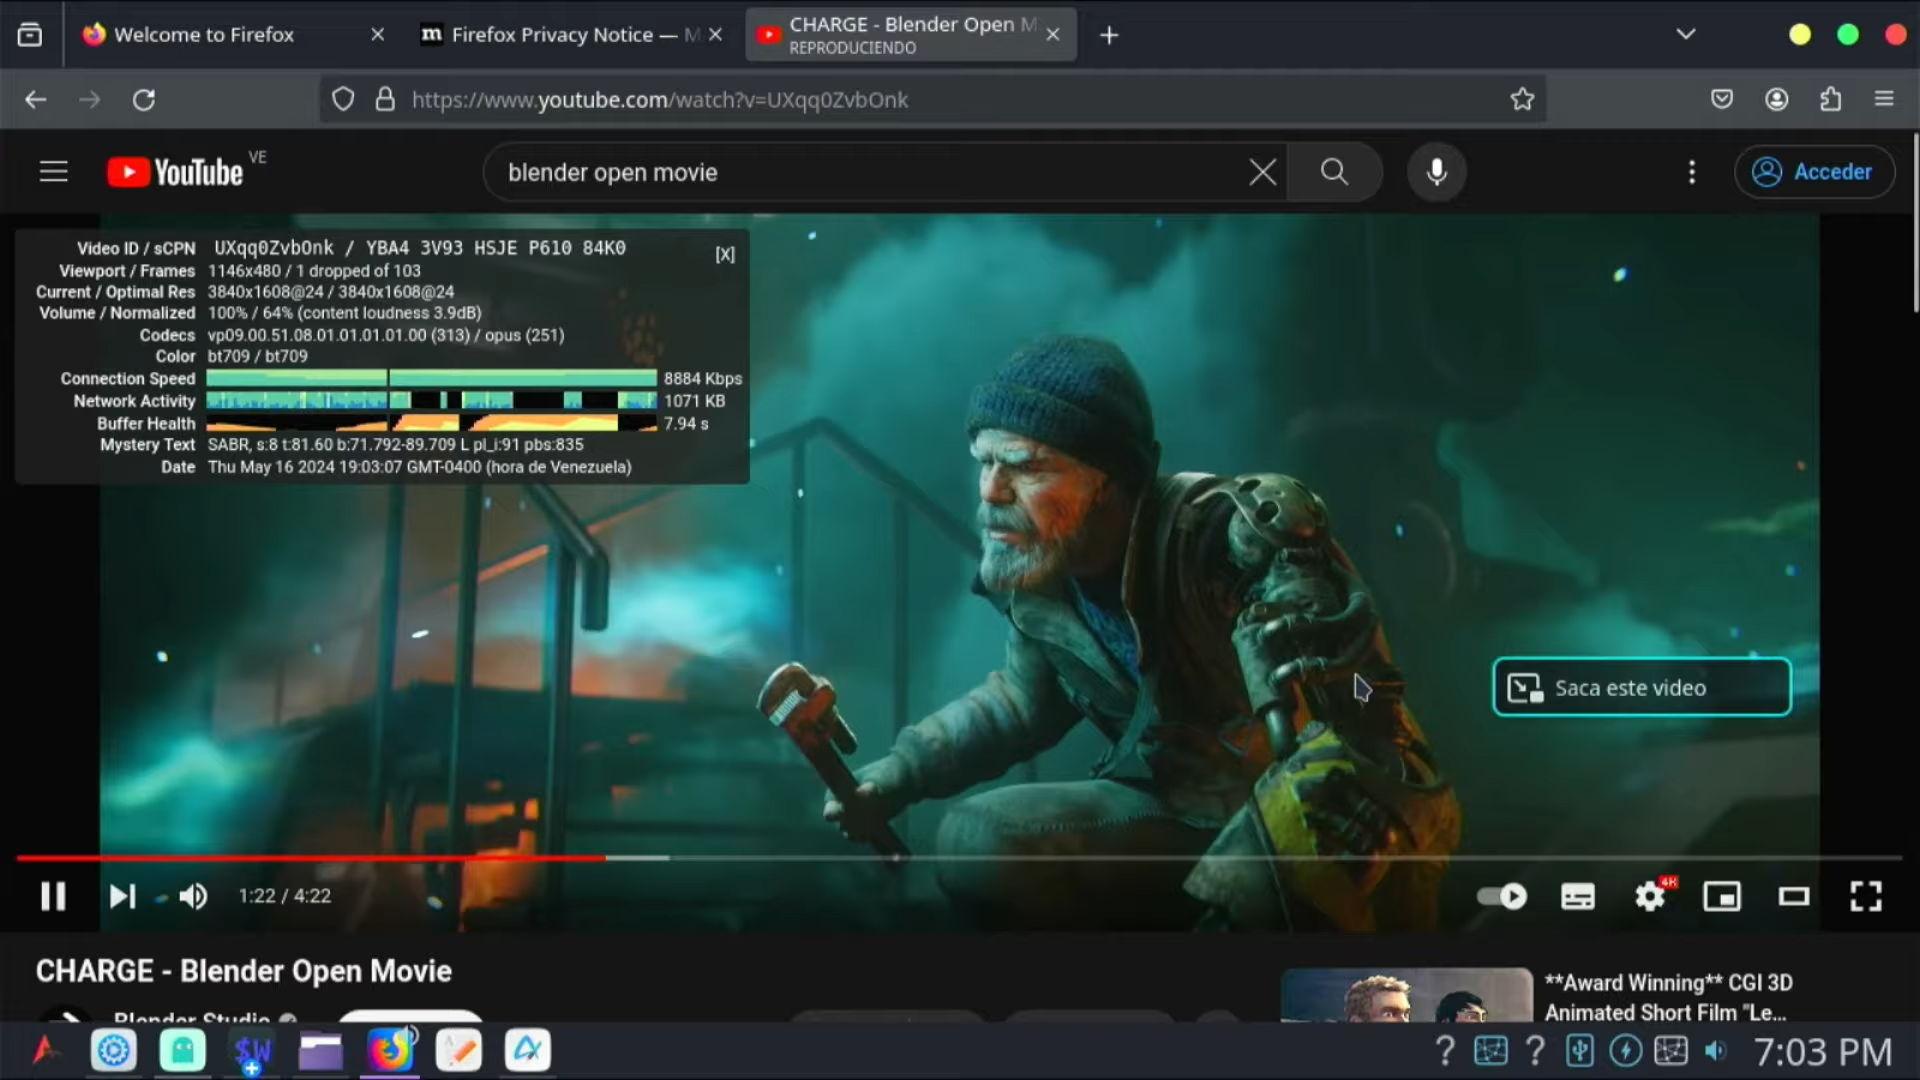 Welcome to Firefox
Firefox Privacy Notice — M
CHARGE - Blender Open M
REPRODUCIENDO
https://www.youtube.com/watch?v=UXqq0ZvbOnk
YouTube VE
blender open movie
Acceder
Video ID / sCPN UXqq0ZvbOnk / YBA4 3V93 HSJE P610 84K0
[X]
Viewport / Frames 1146x480 / 1 dropped of 103
Current / Optimal Res 3840x1608@24 / 3840x1608@24
Volume / Normalized 100% / 64% (content loudness 3.9dB)
Codecs vp09.00.51.08.01.01.01.01.00 (313) / opus (251)
Color bt709 / bt709
Connection Speed 8884 Kbps
Network Activity 1071 KB
Buffer Health 7.94 s
Mystery Text SABR, s:8 t:81.60 b:71.792-89.709 L pl_i:91 pbs:835
Date Thu May 16 2024 19:03:07 GMT-0400 (hora de Venezuela)
Saca este video
1:22 / 4:22
4K
CHARGE - Blender Open Movie
**Award Winning** CGI 3D
Animated Short Film "Le...
Blender Studio
$W
7:03 PM